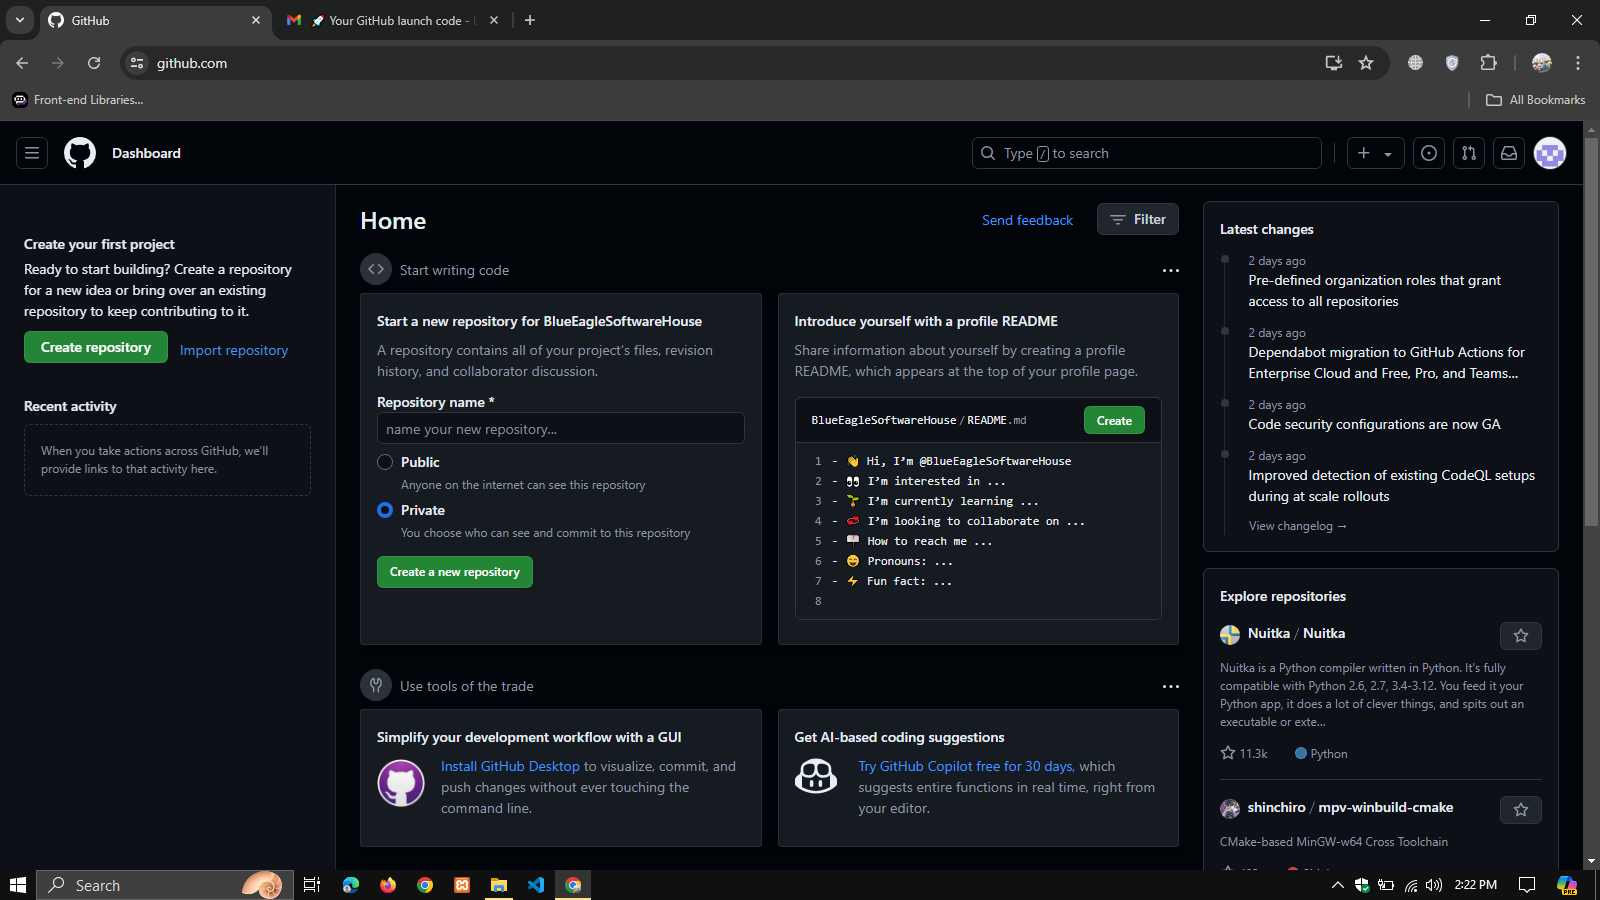 GitHub
Your GitHub launch code -
github.com
Front-end Libraries...
All Bookmarks
Dashboard
Type / to search
Create your first project
Ready to start building? Create a repository
for a new idea or bring over an existing
repository to keep contributing to it.
Create repository
Import repository
Recent activity
When you take actions across GitHub, we'll
provide links to that activity here.
Home
Send feedback
Filter
Start writing code
Start a new repository for BlueEagleSoftwareHouse
A repository contains all of your project's files, revision
history, and collaborator discussion.
Repository name *
name your new repository...
Public
Anyone on the internet can see this repository
Private
You choose who can see and commit to this repository
Create a new repository
Introduce yourself with a profile README
Share information about yourself by creating a profile
README, which appears at the top of your profile page.
BlueEagleSoftwareHouse / README.md
Create
1 - 👋 Hi, I'm @BlueEagleSoftwareHouse
2 - 👀 I'm interested in ...
3 - 🌱 I'm currently learning ...
4 - 💞️ I'm looking to collaborate on ...
5 - 📫 How to reach me ...
6 - 😄 Pronouns: ...
7 - ⚡ Fun fact: ...
8
Use tools of the trade
Simplify your development workflow with a GUI
Install GitHub Desktop to visualize, commit, and
push changes without ever touching the
command line.
Get AI-based coding suggestions
Try GitHub Copilot free for 30 days, which
suggests entire functions in real time, right from
your editor.
Latest changes
2 days ago
Pre-defined organization roles that grant
access to all repositories
2 days ago
Dependabot migration to GitHub Actions for
Enterprise Cloud and Free, Pro, and Teams...
2 days ago
Code security configurations are now GA
2 days ago
Improved detection of existing CodeQL setups
during at scale rollouts
View changelog →
Explore repositories
Nuitka / Nuitka
Nuitka is a Python compiler written in Python. It's fully
compatible with Python 2.6, 2.7, 3.4-3.12. You feed it your
Python app, it does a lot of clever things, and spits out an
executable or exte...
11.3k
Python
shinchiro / mpv-winbuild-cmake
CMake-based MinGW-w64 Cross Toolchain
Search
2:22 PM
PRE